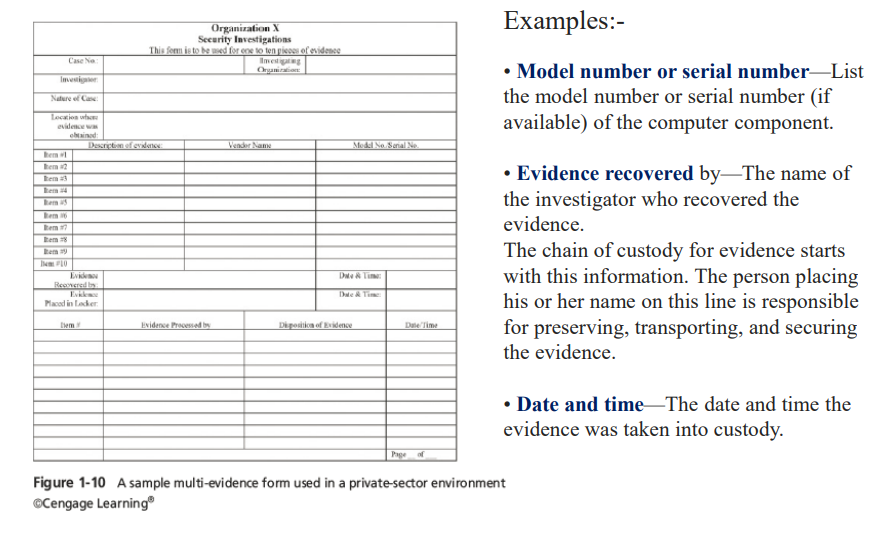 Organization X
Security Investigations
This form is to be used for one to ten pieces of evidence
Case No.:
Investigating
Organization:
Investigator:
Nature of Case:
Location where
evidence was
obtained:
Description of evidence:
Vendor Name
Model No./Serial No.
Item #1
Item #2
Item #3
Item #4
Item #5
Item #6
Item #7
Item #8
Item #9
Item #10
Evidence
Recovered by:
Date & Time:
Evidence
Placed in Locker:
Date & Time:
Item #
Evidence Processed by
Disposition of Evidence
Date/Time
Page __ of __
Figure 1-10 A sample multi-evidence form used in a private-sector environment
©Cengage Learning®
Examples:-
• Model number or serial number—List
the model number or serial number (if
available) of the computer component.
• Evidence recovered by—The name of
the investigator who recovered the
evidence.
The chain of custody for evidence starts
with this information. The person placing
his or her name on this line is responsible
for preserving, transporting, and securing
the evidence.
• Date and time—The date and time the
evidence was taken into custody.